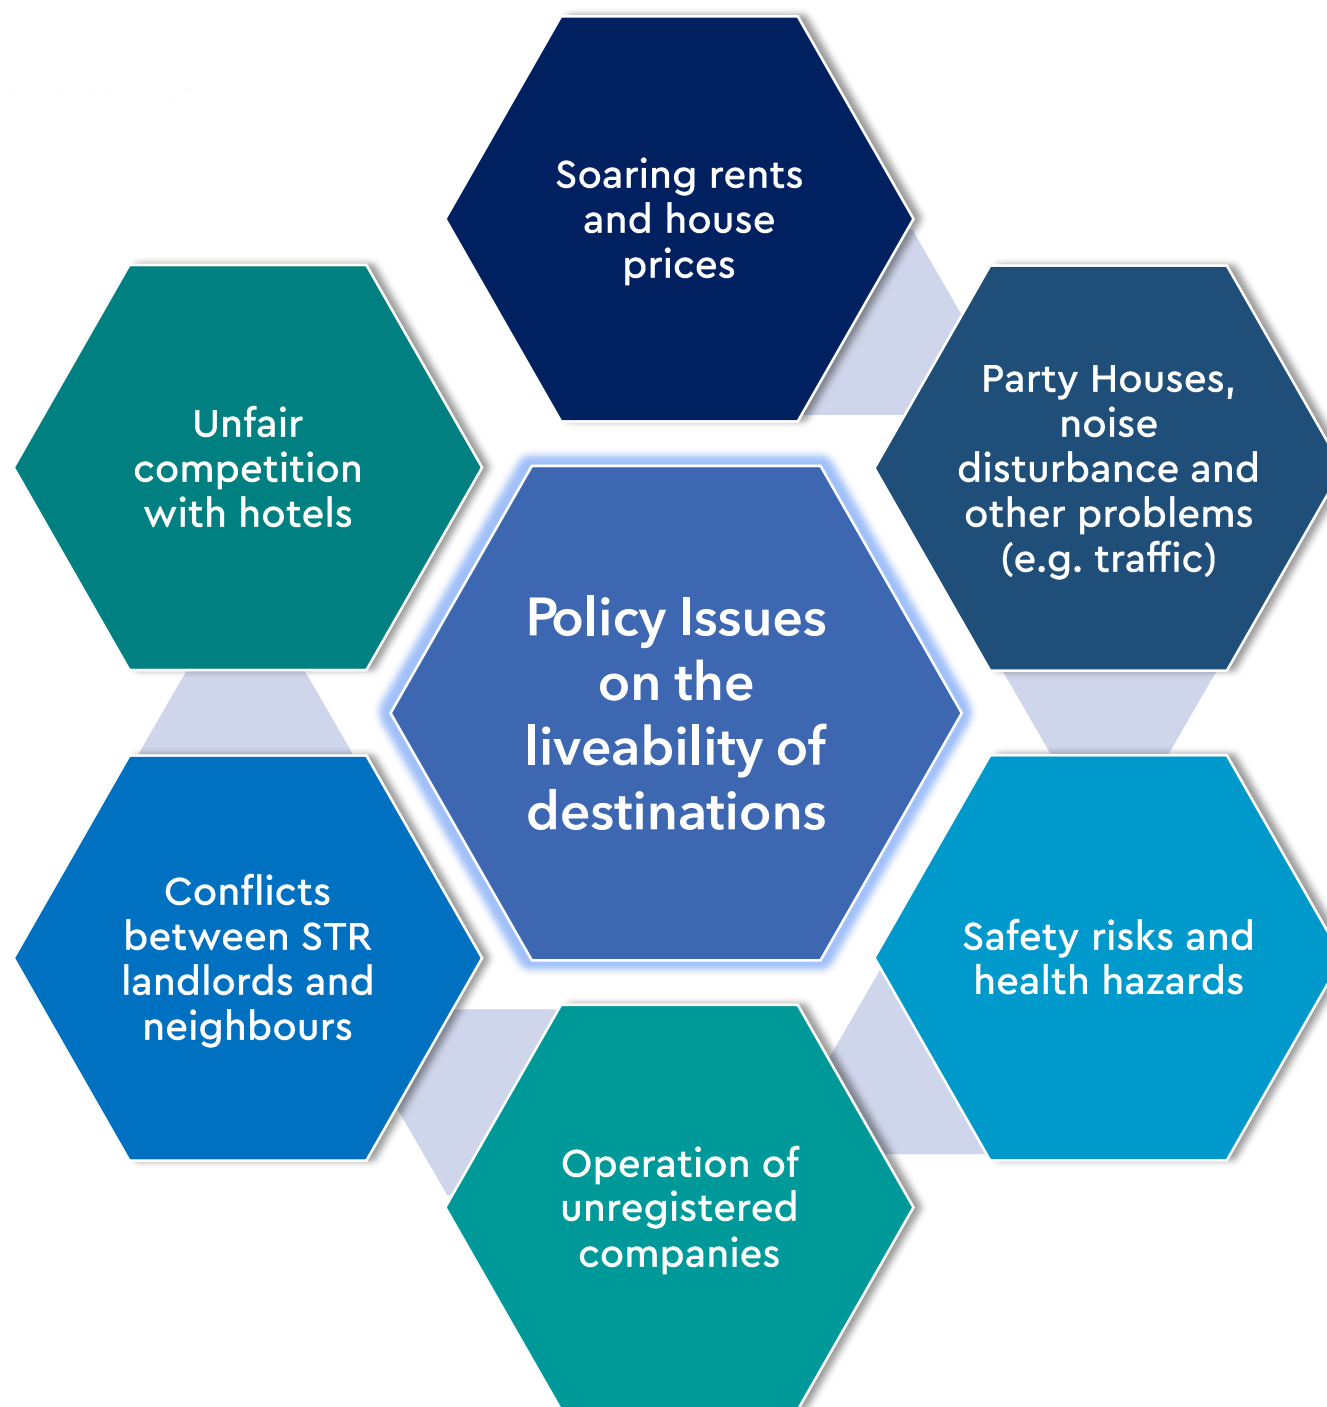 Soaring rents
and house
prices
Party Houses,
noise
disturbance and
other problems
(e.g. traffic)
Unfair
competition
with hotels
Policy Issues
on the
liveability of
destinations
Conflicts
between STR
landlords and
neighbours
Safety risks and
health hazards
Operation of
unregistered
companies